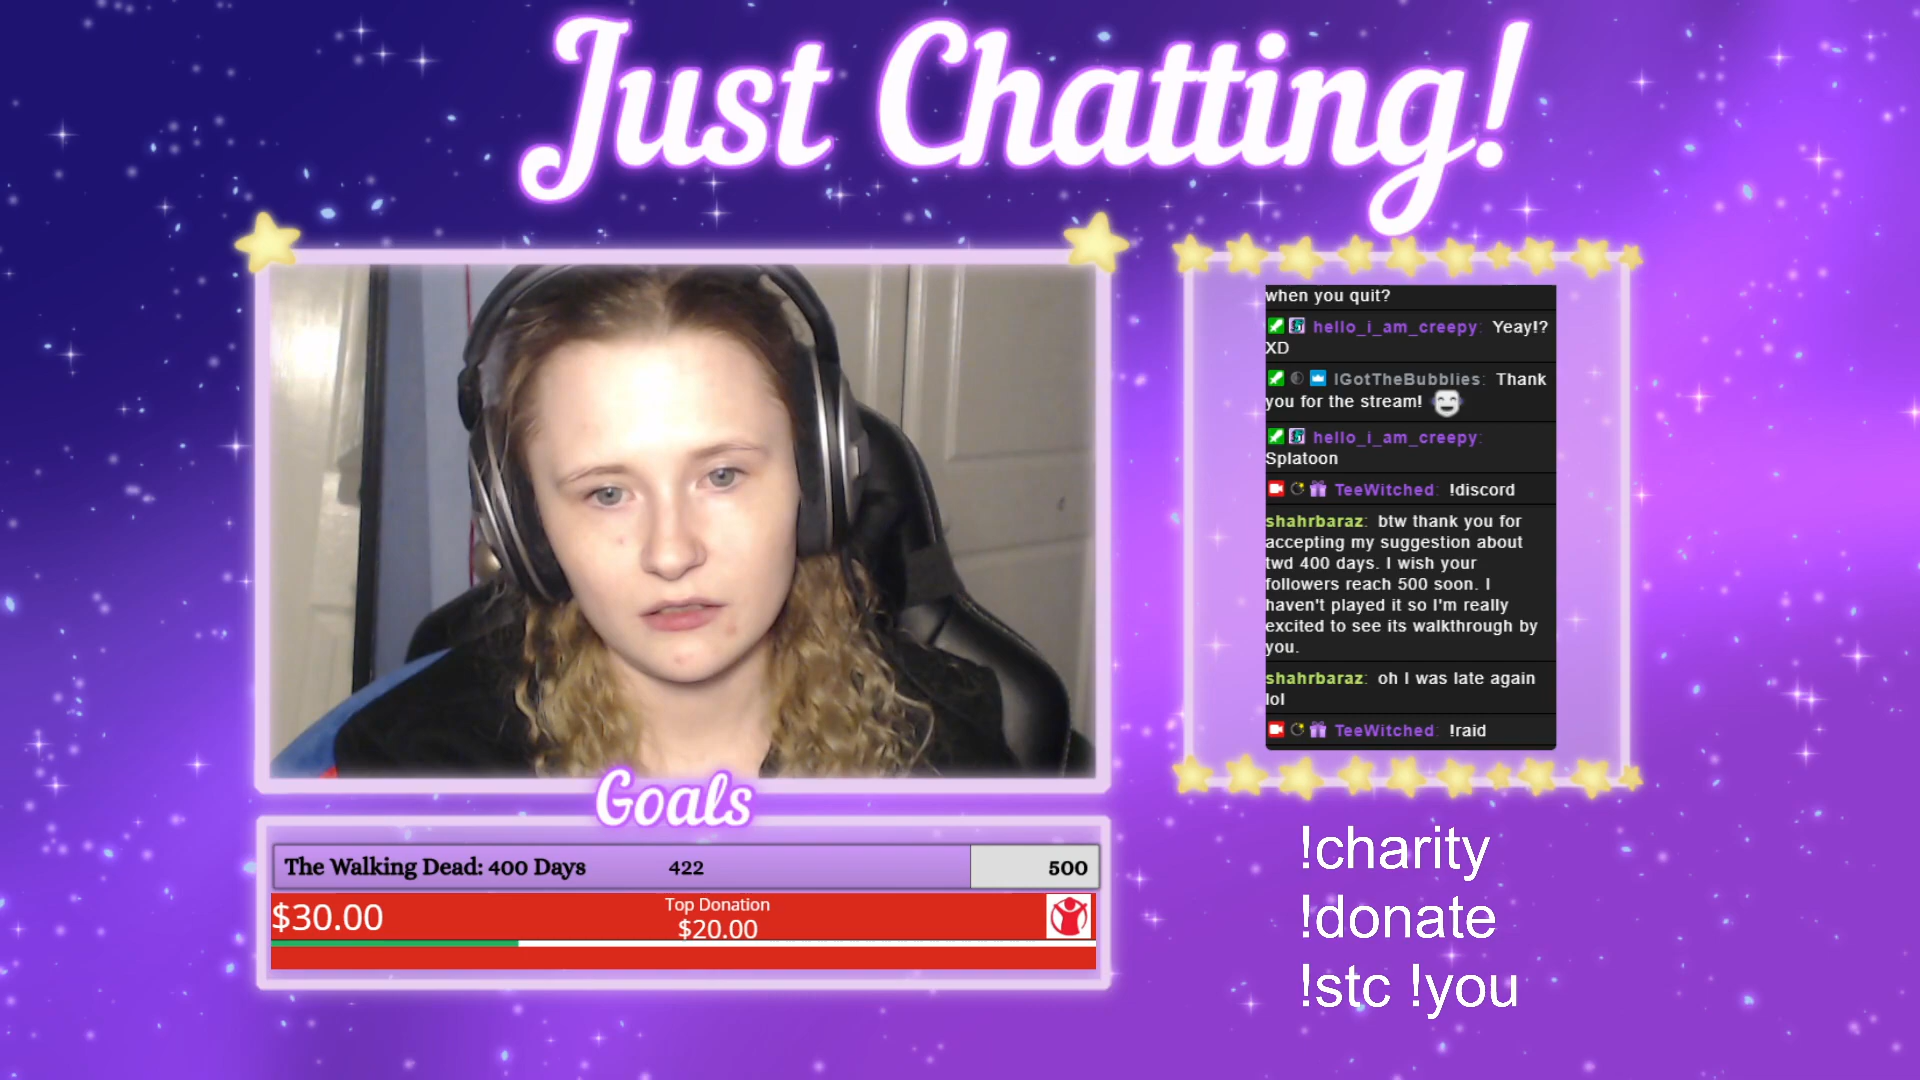 Just Chatting!
when you quit?
hello_i_am_creepy: Yeay!?
XD
IGotTheBubblies: Thank
you for the stream!
hello_i_am_creepy:
Splatoon
TeeWitched: !discord
shahrbaraz: btw thank you for
accepting my suggestion about
twd 400 days. I wish your
followers reach 500 soon. I
haven't played it so I'm really
excited to see its walkthrough by
you.
shahrbaraz: oh I was late again
lol
TeeWitched: !raid
Goals
The Walking Dead: 400 Days 422 500
$30.00
Top Donation
$20.00
!charity
!donate
!stc !you